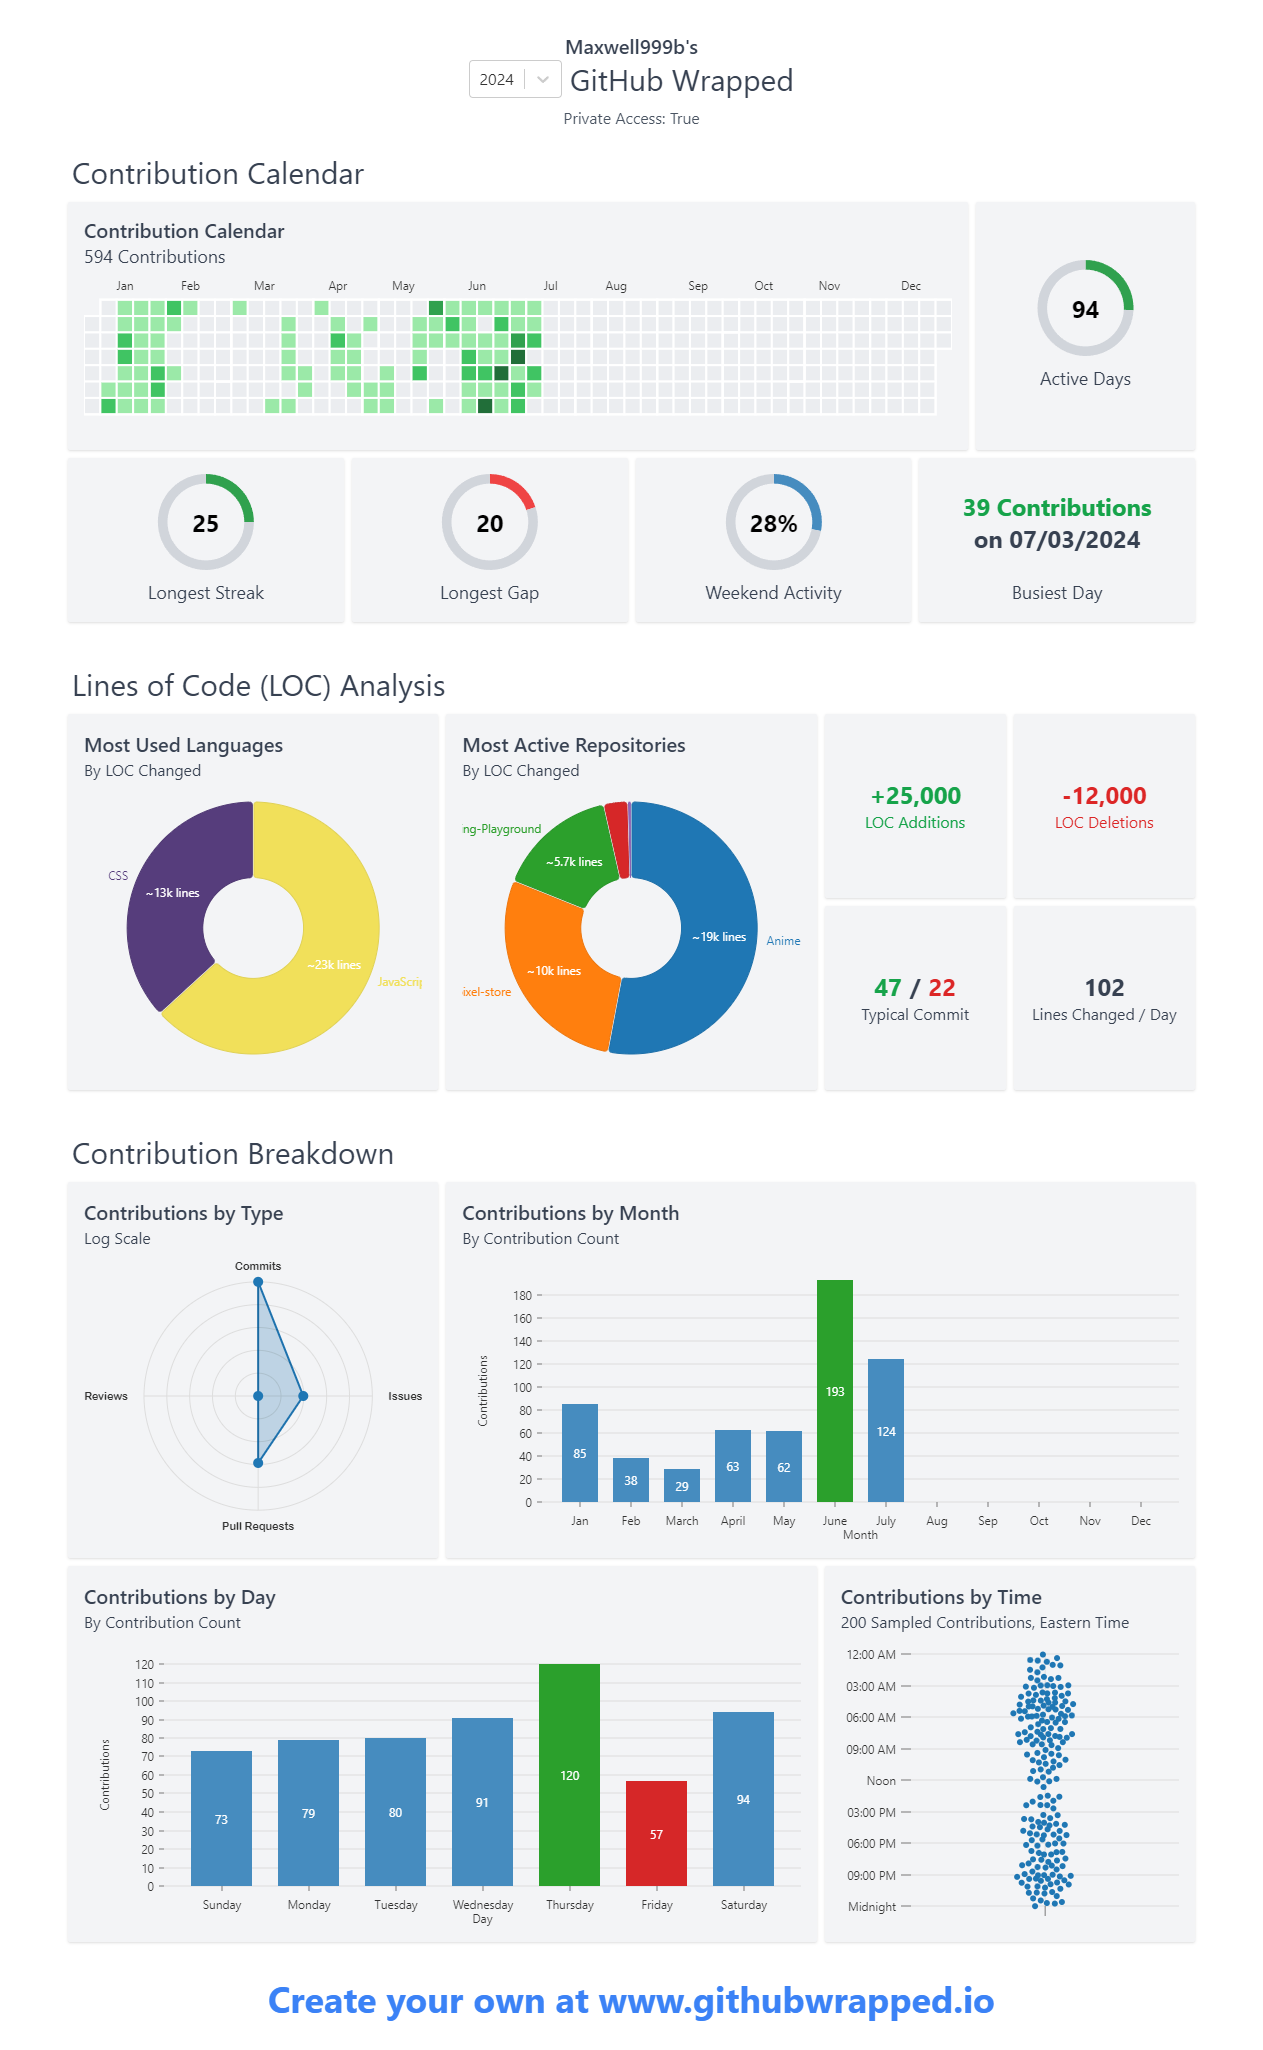 Maxwell999b's
2024
GitHub Wrapped
Private Access: True
Contribution Calendar
Contribution Calendar
594 Contributions
Jan Feb Mar Apr May Jun Jul Aug Sep Oct Nov Dec
94
Active Days
25
Longest Streak
20
Longest Gap
28%
Weekend Activity
39 Contributions
on 07/03/2024
Busiest Day
Lines of Code (LOC) Analysis
Most Used Languages
By LOC Changed
CSS
~13k lines
~23k lines
JavaScrip
Most Active Repositories
By LOC Changed
ng-Playground
~5.7k lines
~19k lines
Anime
~10k lines
ixel-store
+25,000
LOC Additions
-12,000
LOC Deletions
47 / 22
Typical Commit
102
Lines Changed / Day
Contribution Breakdown
Contributions by Type
Log Scale
Commits
Reviews
Issues
Pull Requests
Contributions by Month
By Contribution Count
Contributions
180
160
140
120
100
80
60
40
20
0
85
38
29
63
62
193
124
Jan Feb March April May June July Aug Sep Oct Nov Dec
Month
Contributions by Day
By Contribution Count
Contributions
120
110
100
90
80
70
60
50
40
30
20
10
0
73
79
80
91
120
57
94
Sunday Monday Tuesday Wednesday Thursday Friday Saturday
Day
Contributions by Time
200 Sampled Contributions, Eastern Time
12:00 AM
03:00 AM
06:00 AM
09:00 AM
Noon
03:00 PM
06:00 PM
09:00 PM
Midnight
Create your own at www.githubwrapped.io